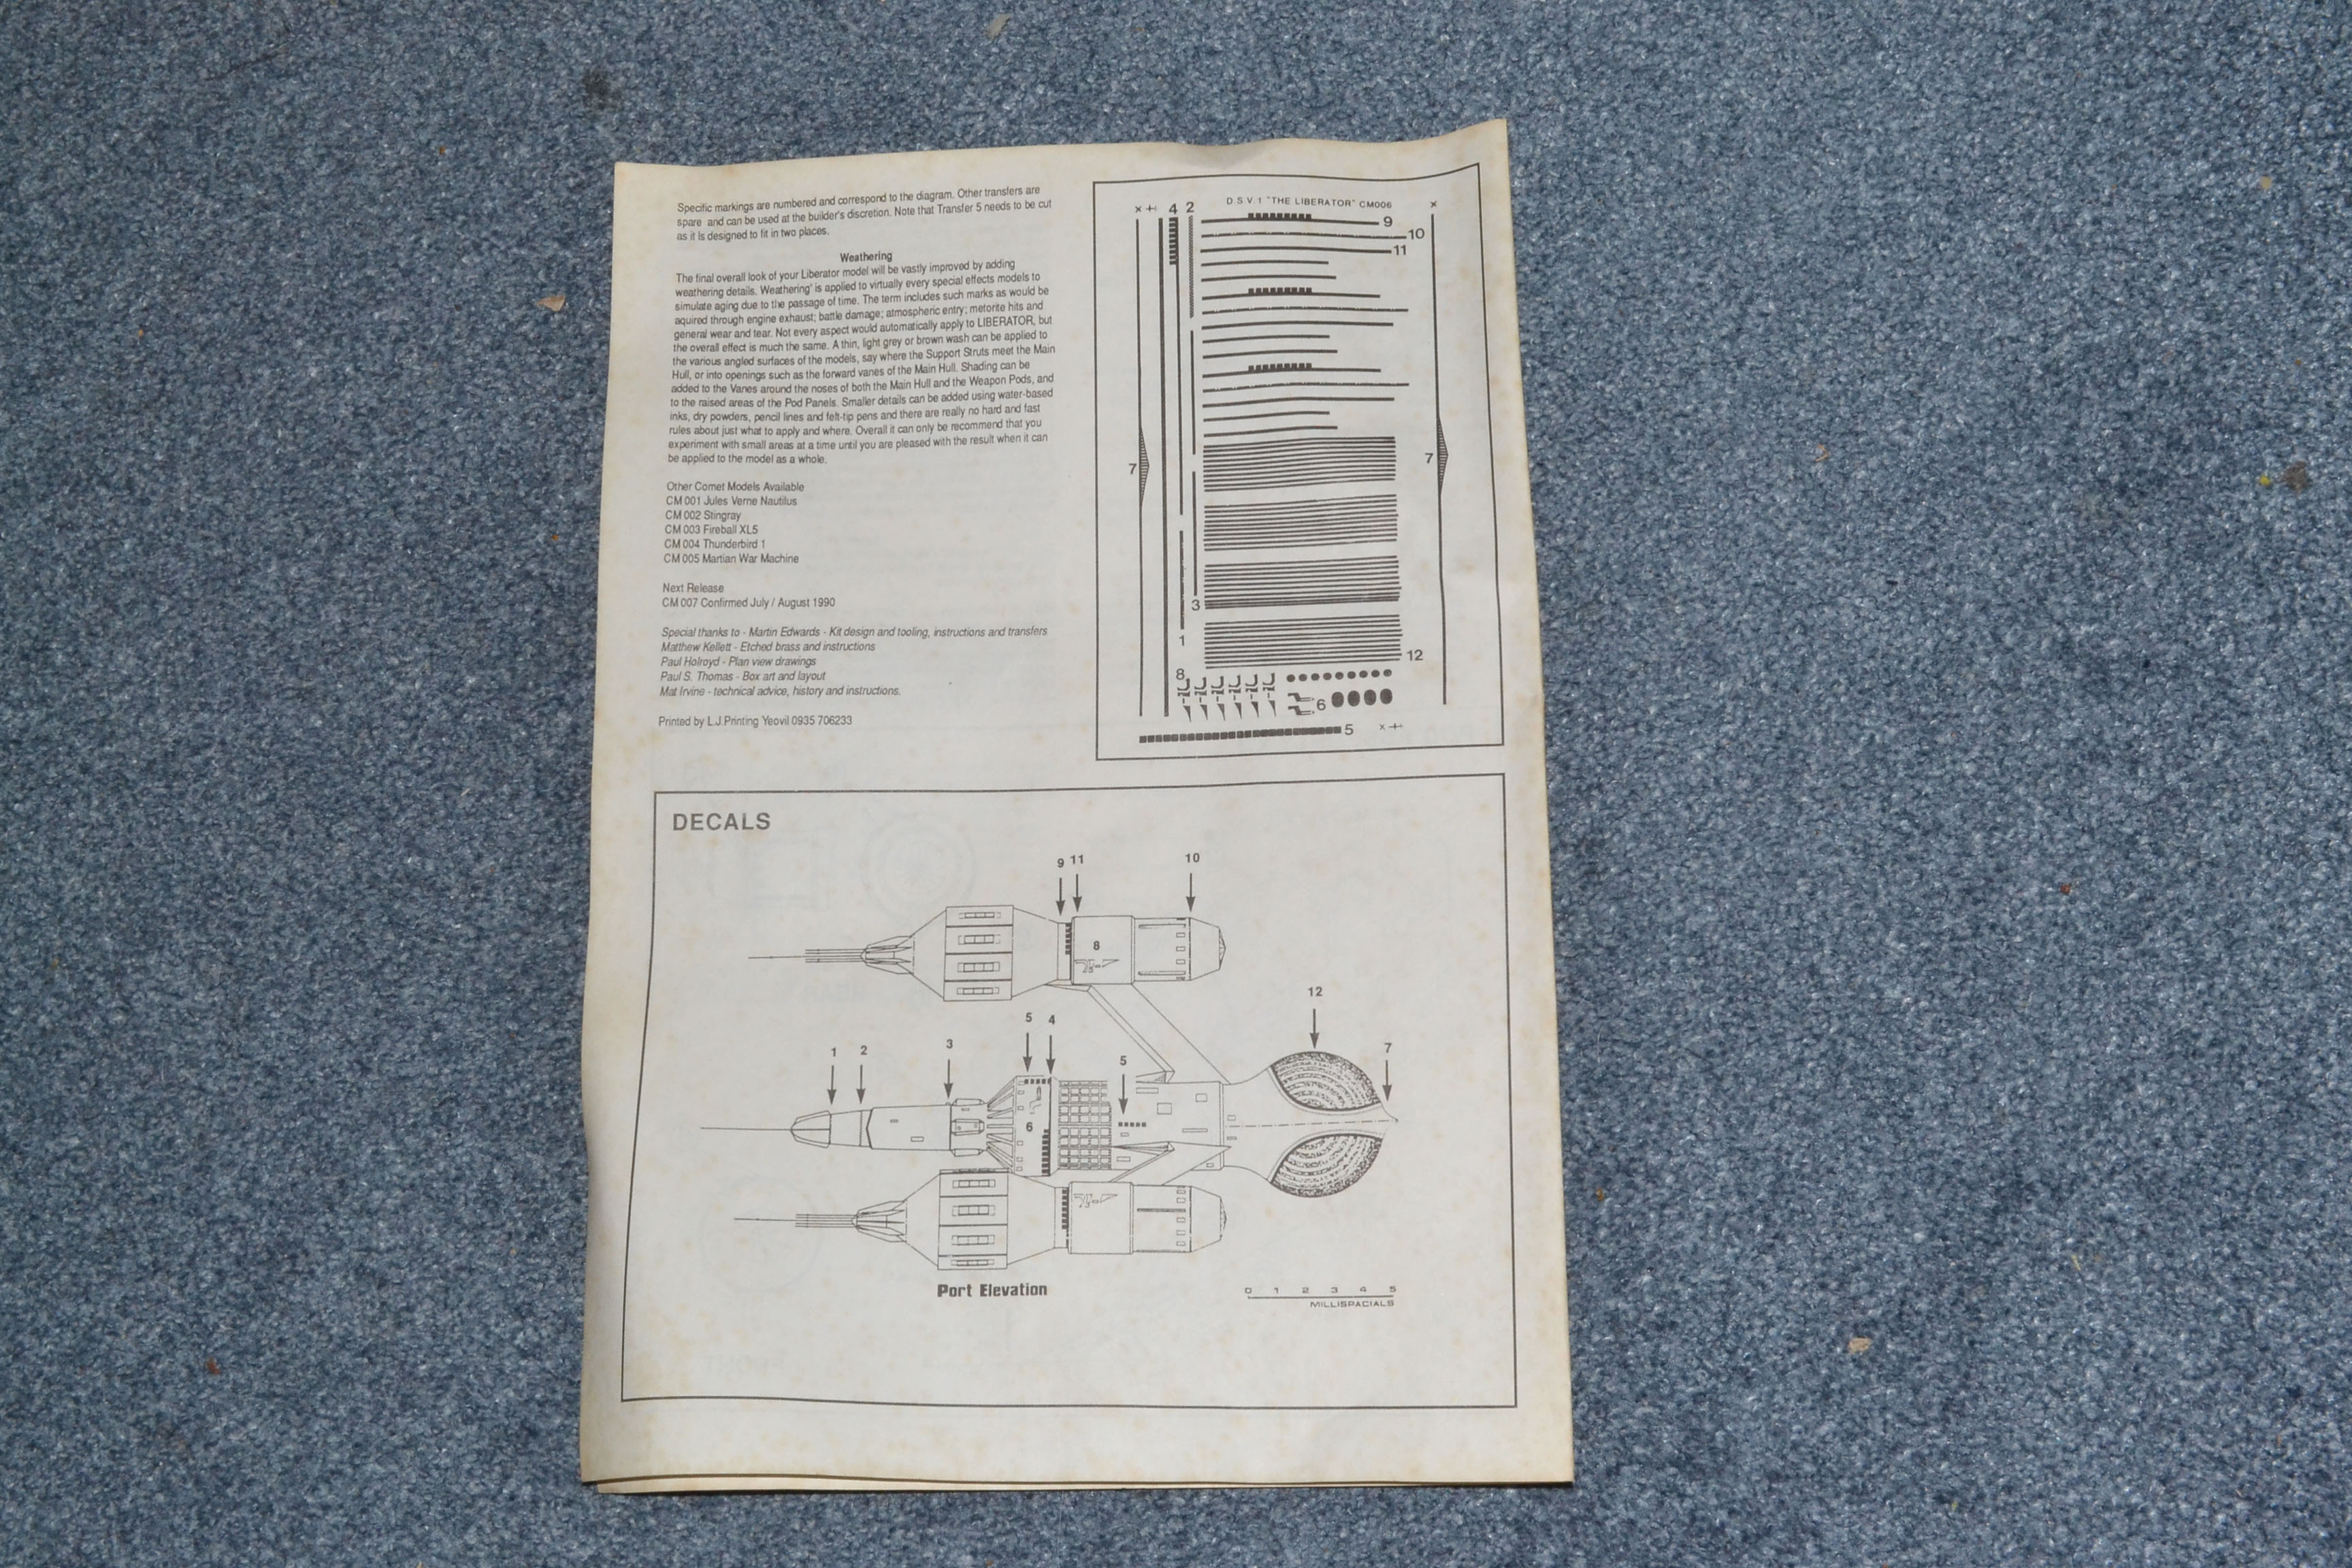 Specific markings are numbered and correspond to the diagram. Other transfers are
spare and can be used at the builder's discretion. Note that Transfer 5 needs to be cut
as it is designed to fit in two places.
Weathering
The final overall look of your Liberator model will be vastly improved by adding
weathering details. Weathering' is applied to virtually every special effects models to
simulate aging due to the passage of time. The term includes such marks as would be
aquired through engine exhaust; battle damage; atmospheric entry; metorite hits and
general wear and tear. Not every aspect would automatically apply to LIBERATOR, but
the overall effect is much the same. A thin, light grey or brown wash can be applied to
the various angled surfaces of the models, say where the Support Struts meet the Main
Hull, or into openings such as the forward vanes of the Main Hull. Shading can be
added to the Vanes around the noses of both the Main Hull and the Weapon Pods, and
to the raised areas of the Pod Panels. Smaller details can be added using water-based
inks, dry powders, pencil lines and felt-tip pens and there are really no hard and fast
rules about just what to apply and where. Overall it can only be recommend that you
experiment with small areas at a time until you are pleased with the result when it can
be applied to the model as a whole.
Other Comet Models Available
CM 001 Jules Verne Nautilus
CM 002 Stingray
CM 003 Fireball XL5
CM 004 Thunderbird 1
CM 005 Martian War Machine
Next Release
CM 007 Confirmed July / August 1990
Special thanks to - Martin Edwards - Kit design and tooling, instructions and transfers
Matthew Kellett - Etched brass and instructions
Paul Holroyd - Plan view drawings
Paul S. Thomas - Box art and layout
Mat Irvine - technical advice, history and instructions.
Printed by L.J.Printing Yeovil 0935 706233
D.S.V.1 "THE LIBERATOR" CM006
4 2
9
10
11
7
7
3
1
12
8
6
5
DECALS
9 11 10
8
12
5 4
1 2 3
5
7
6
Port Elevation
0 1 2 3 4 5
MILLISPACIALS